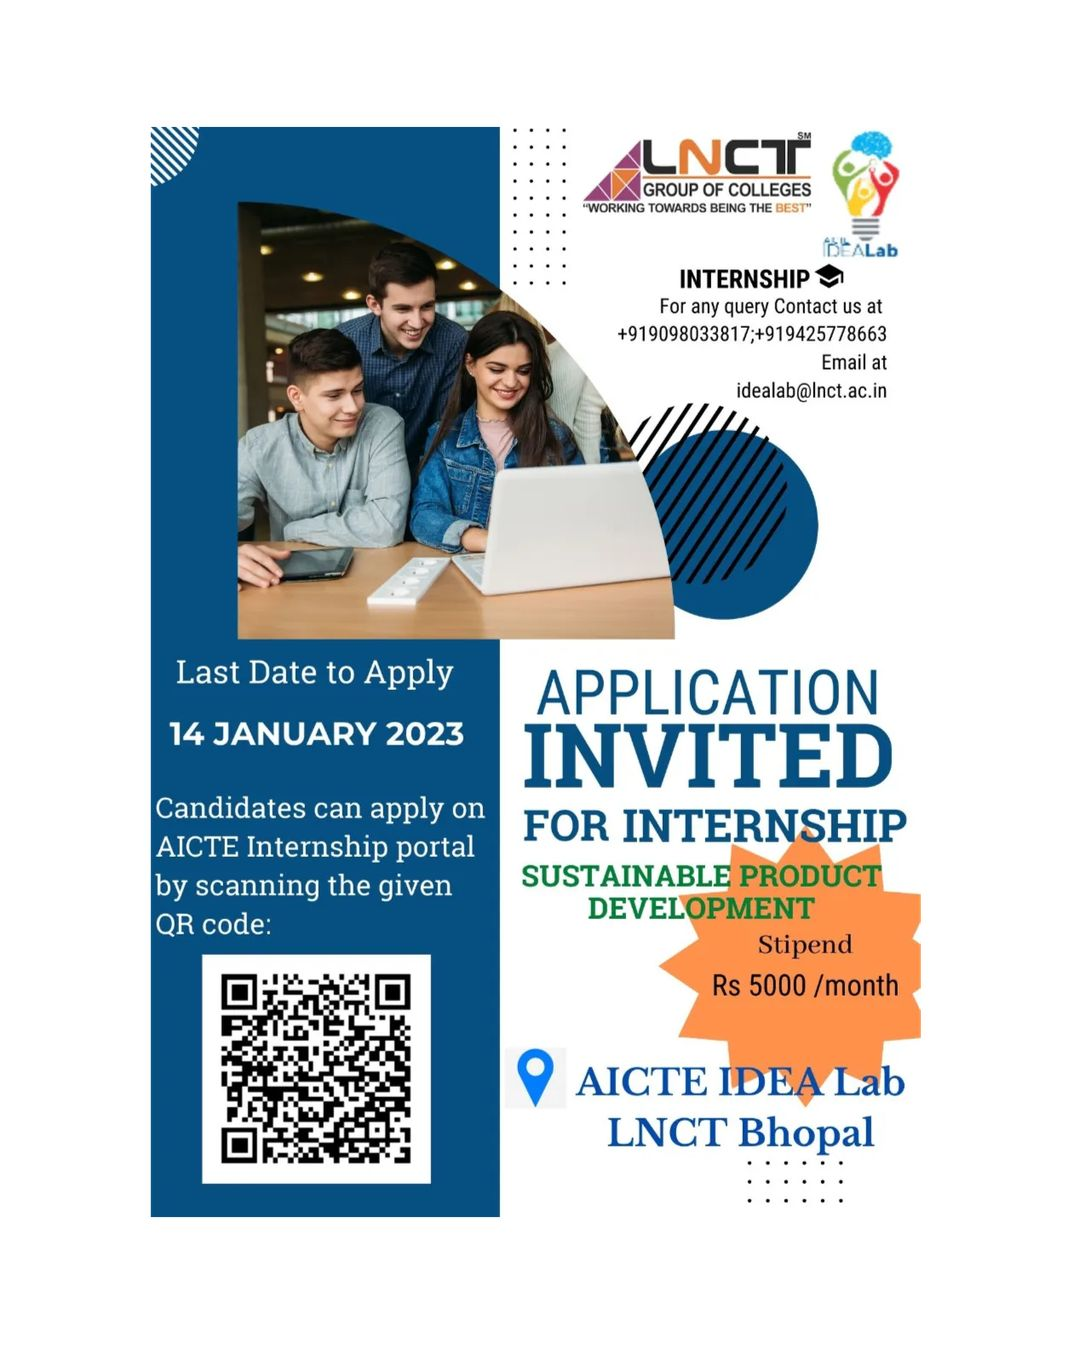 LNCT SM
GROUP OF COLLEGES
“WORKING TOWARDS BEING THE BEST”
IDEALab
INTERNSHIP
For any query Contact us at
+919098033817;+919425778663
Email at
idealab@lnct.ac.in
Last Date to Apply
14 JANUARY 2023
Candidates can apply on
AICTE Internship portal
by scanning the given
QR code:
APPLICATION
INVITED
FOR INTERNSHIP
SUSTAINABLE PRODUCT
DEVELOPMENT
Stipend
Rs 5000 /month
AICTE IDEA Lab
LNCT Bhopal